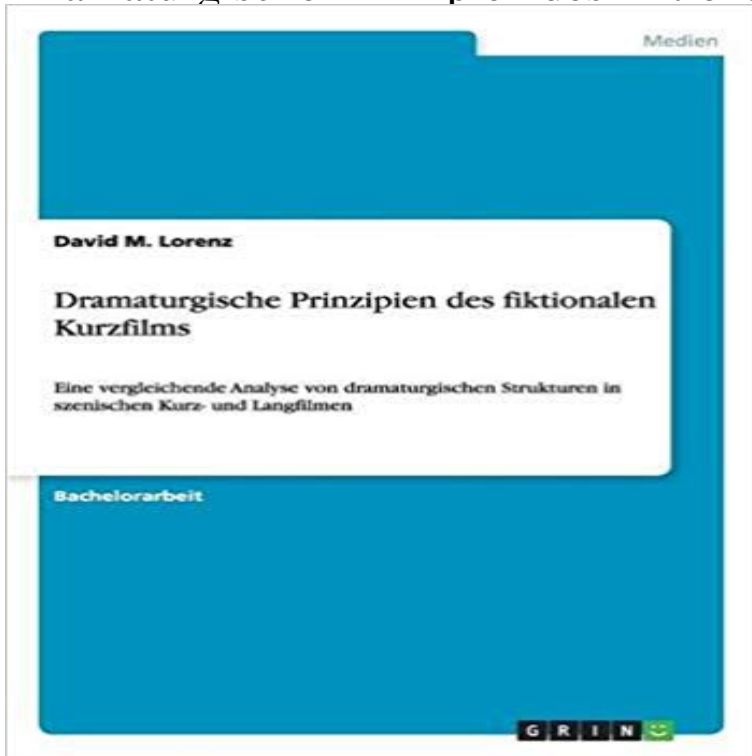 Medien
David M. Lorenz
Dramaturgische Prinzipien des fiktionalen
Kurzfilms
Eine vergleichende Analyse von dramaturgischen Strukturen in
szenischen Kurz- und Langfilmen
Bachelorarbeit
GRIN